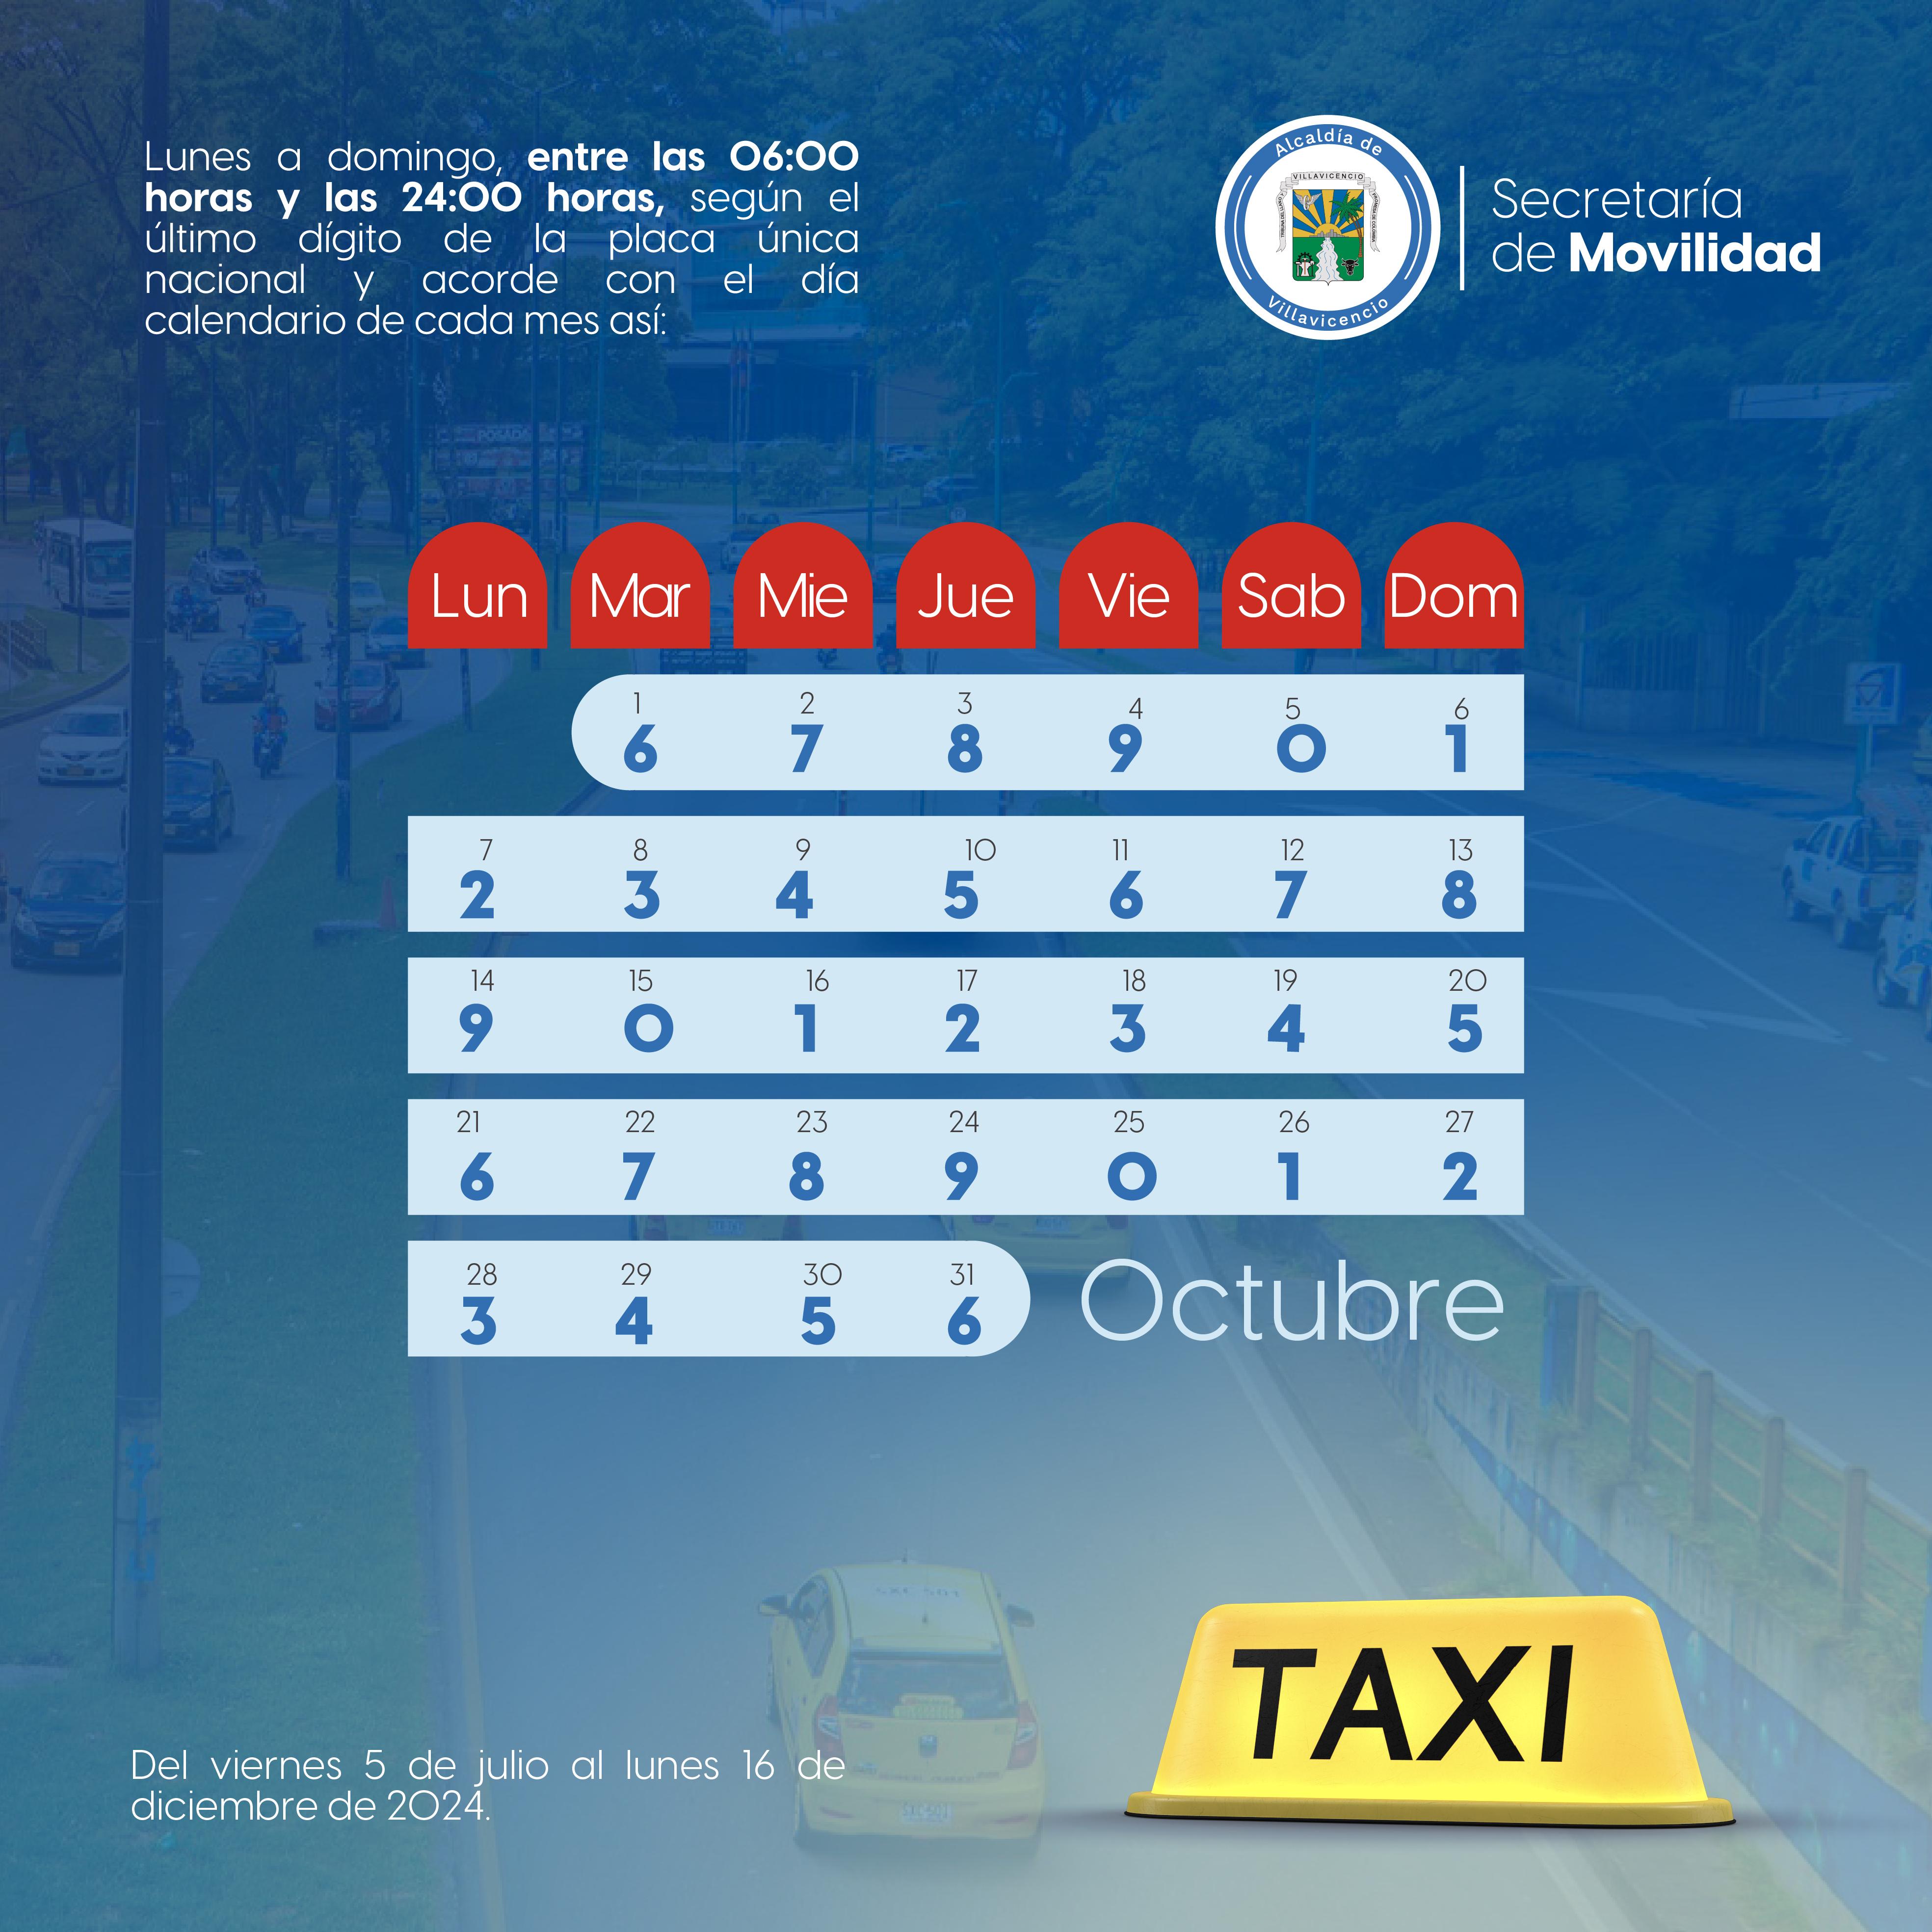 Lunes a domingo, entre las 06:00
horas y las 24:00 horas, según el
último dígito de la placa única
nacional y acorde con el día
calendario de cada mes así:
Alcaldía de
VILLAVICENCIO
Villavicencio
Secretaría
de Movilidad
Lun Mar Mie Jue Vie Sab Dom
1 2 3 4 5 6
6 7 8 9 0 1
7 8 9 10 11 12 13
2 3 4 5 6 7 8
14 15 16 17 18 19 20
9 0 1 2 3 4 5
21 22 23 24 25 26 27
6 7 8 9 0 1 2
28 29 30 31
3 4 5 6
Octubre
SXC·501
SXC·501
TAXI
Del viernes 5 de julio al lunes 16 de
diciembre de 2024.